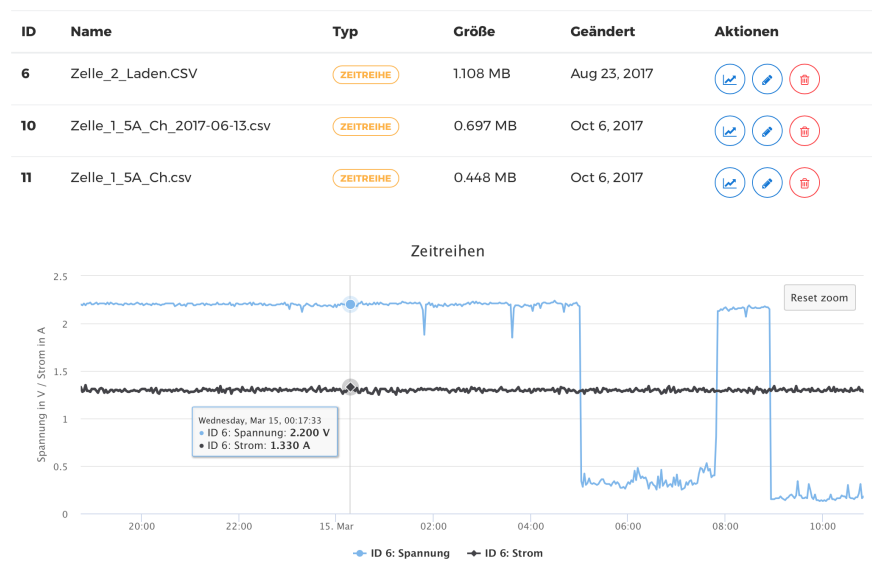 ID Name Typ Größe Geändert Aktionen
6 Zelle_2_Laden.CSV ZEITREIHE 1.108 MB Aug 23, 2017
10 Zelle_1_5A_Ch_2017-06-13.csv ZEITREIHE 0.697 MB Oct 6, 2017
11 Zelle_1_5A_Ch.csv ZEITREIHE 0.448 MB Oct 6, 2017
Zeitreihen
Reset zoom
Spannung in V / Strom in A
2.5
2
1.5
1
0.5
0
Wednesday, Mar 15, 00:17:33
ID 6: Spannung: 2.200 V
ID 6: Strom: 1.330 A
20:00 22:00 15. Mar 02:00 04:00 06:00 08:00 10:00
ID 6: Spannung ID 6: Strom